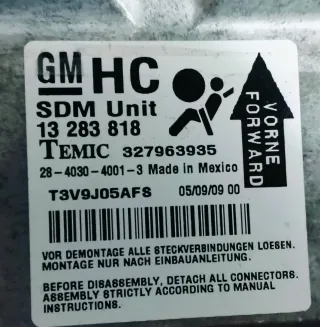 GM HC
SDM Unit
13 283 818
TEMIC 327963935
28-4030-4001-3 Made in Mexico
T3V9J05AFS 05/09/09 00
VORNE
FORWARD
VOR DEMONTAGE ALLE STECKVERBINDUNGEN LOESEN.
MONTAGE NUR NACH EINBAUANLEITUNG.
BEFORE DISASSEMBLY, DETACH ALL CONNECTORS.
ASSEMBLY STRICTLY ACCORDING TO MANUAL
INSTRUCTIONS.